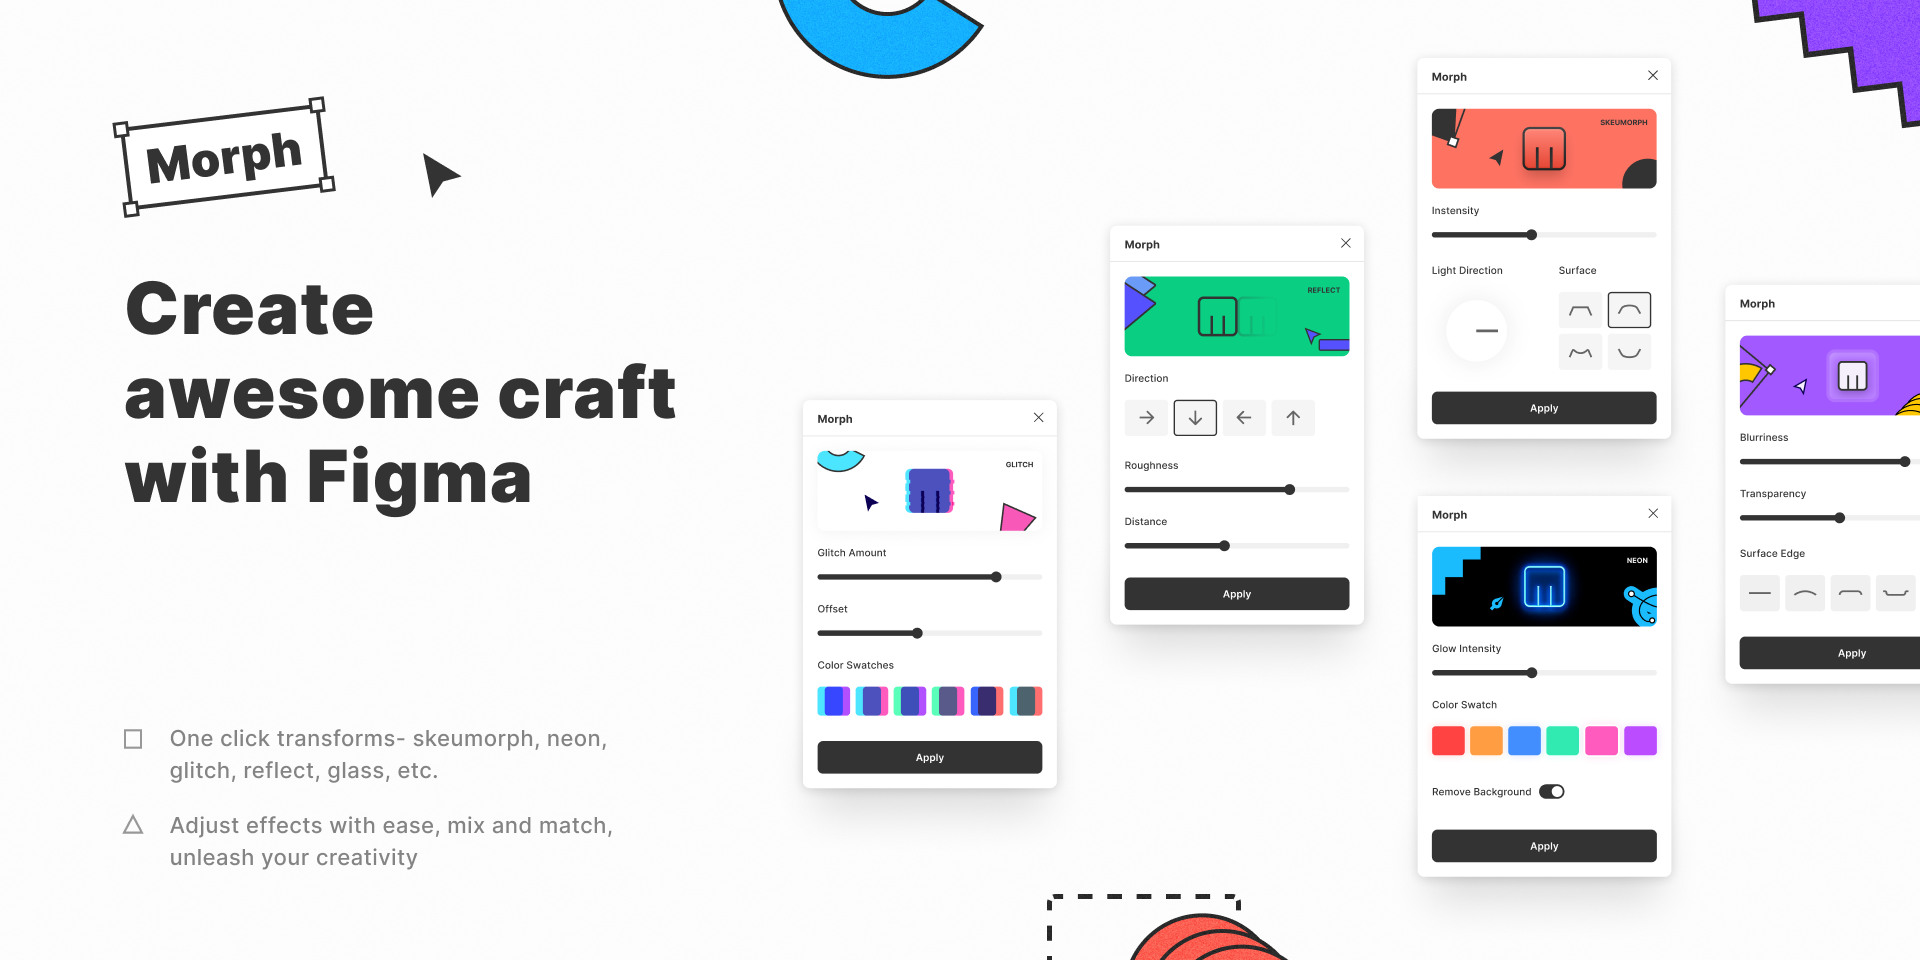 Morph
Create
awesome craft
with Figma
One click transforms- skeumorph, neon,
glitch, reflect, glass, etc.
Adjust effects with ease, mix and match,
unleash your creativity
Morph
GLITCH
Glitch Amount
Offset
Color Swatches
Apply
Morph
REFLECT
Direction
Roughness
Distance
Apply
Morph
SKEUMORPH
Instensity
Light Direction
Surface
Apply
Morph
NEON
Glow Intensity
Color Swatch
Remove Background
Apply
Morph
Blurriness
Transparency
Surface Edge
Apply